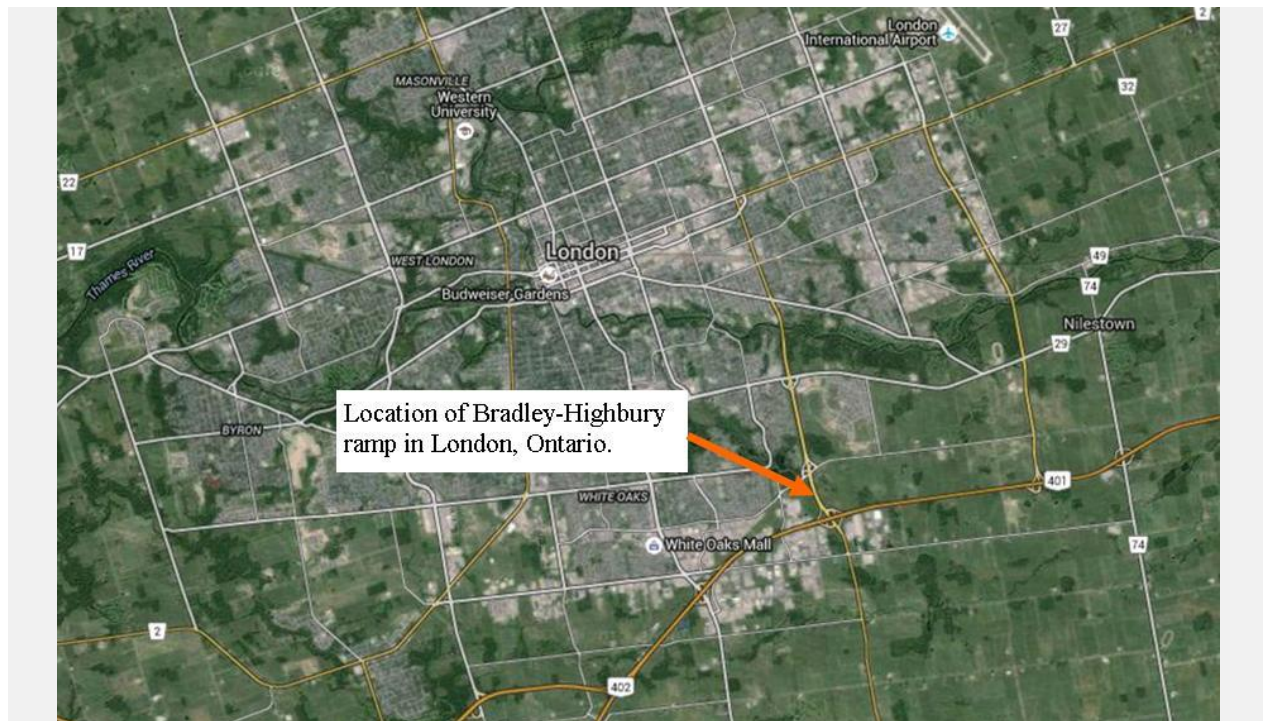 London
International Airport
2
27
32
MASONVILLE
Western
University
22
17
Thames River
WEST LONDON
London
Budweiser Gardens
49
74
Nilestown
29
Location of Bradley-Highbury
ramp in London, Ontario.
BYRON
401
WHITE OAKS
White Oaks Mall
74
2
402